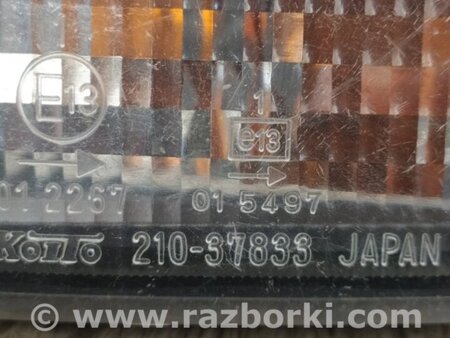 E13
1
e13
01 2267 01 5497
Koito 210-37833 JAPAN
© www.razborki.com